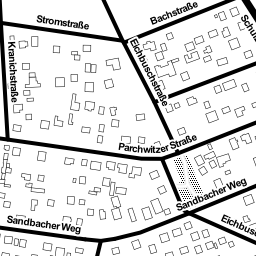 Stromstraße
Bachstraße
Kranichstraße
Eichbuschstraße
Parchwitzer Straße
Sandbacher Weg
Sandbacher Weg